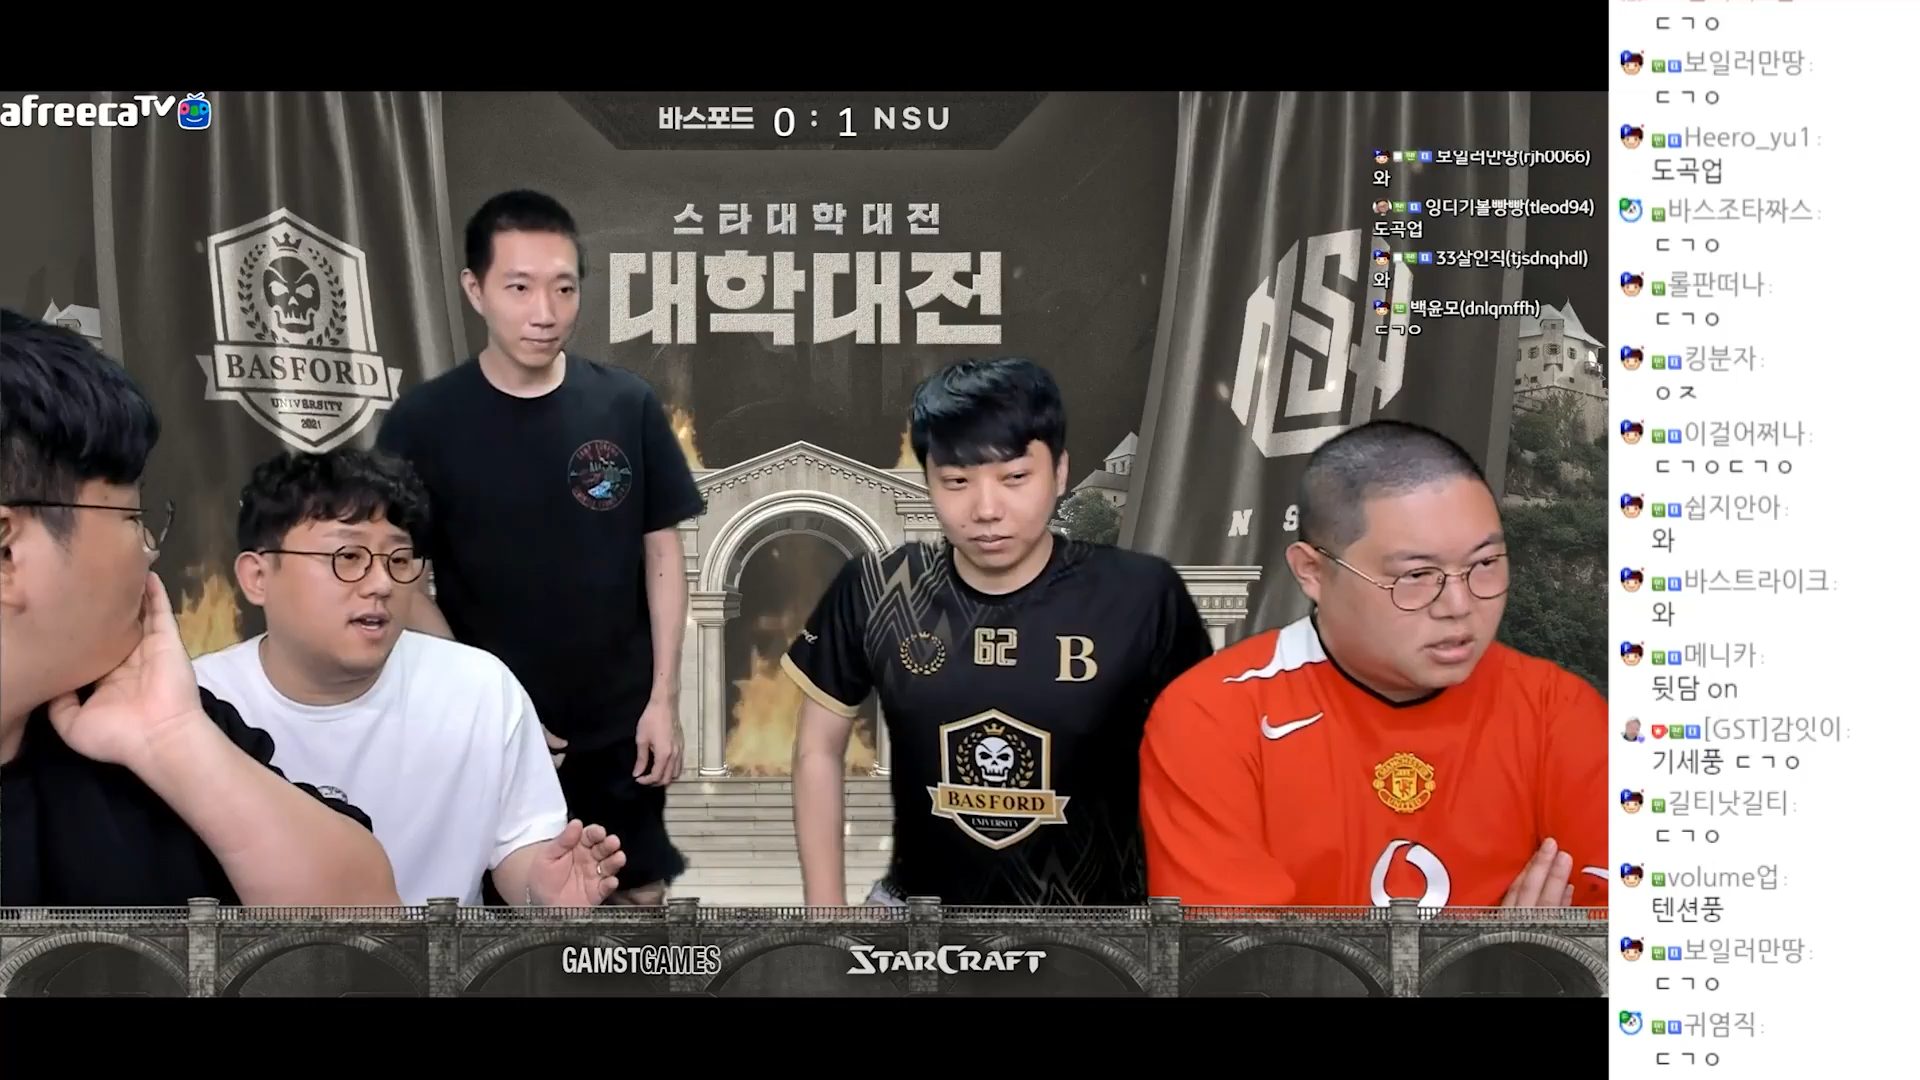 afreecaTV
바스포드 0 : 1 NSU
스타대학대전
대학대전
BASFORD
UNIVERSITY
2021
NSU
N S
62
B
BASFORD
UNIVERSITY
MANCHESTER
UNITED
GAMSTGAMES
STARCRAFT
보일러만땅(rjh0066)
와
잉디기볼빵빵(tleod94)
도곡업
33살인직(tjsdnqhdl)
와
백윤모(dnlqmffh)
ㄷㄱㅇ
ㄷㄱㅇ
보일러만땅:
ㄷㄱㅇ
Heero_yu1:
도곡업
바스조타짜스:
ㄷㄱㅇ
롤판떠나:
ㄷㄱㅇ
킹분자:
ㅇㅈ
이걸어쩌나:
ㄷㄱㅇㄷㄱㅇ
쉽지안아:
와
바스트라이크:
와
메니카:
뒷담 on
[GST]감잇이:
기세풍 ㄷㄱㅇ
길티낫길티:
ㄷㄱㅇ
volume업:
텐션풍
보일러만땅:
ㄷㄱㅇ
귀염직:
ㄷㄱㅇ